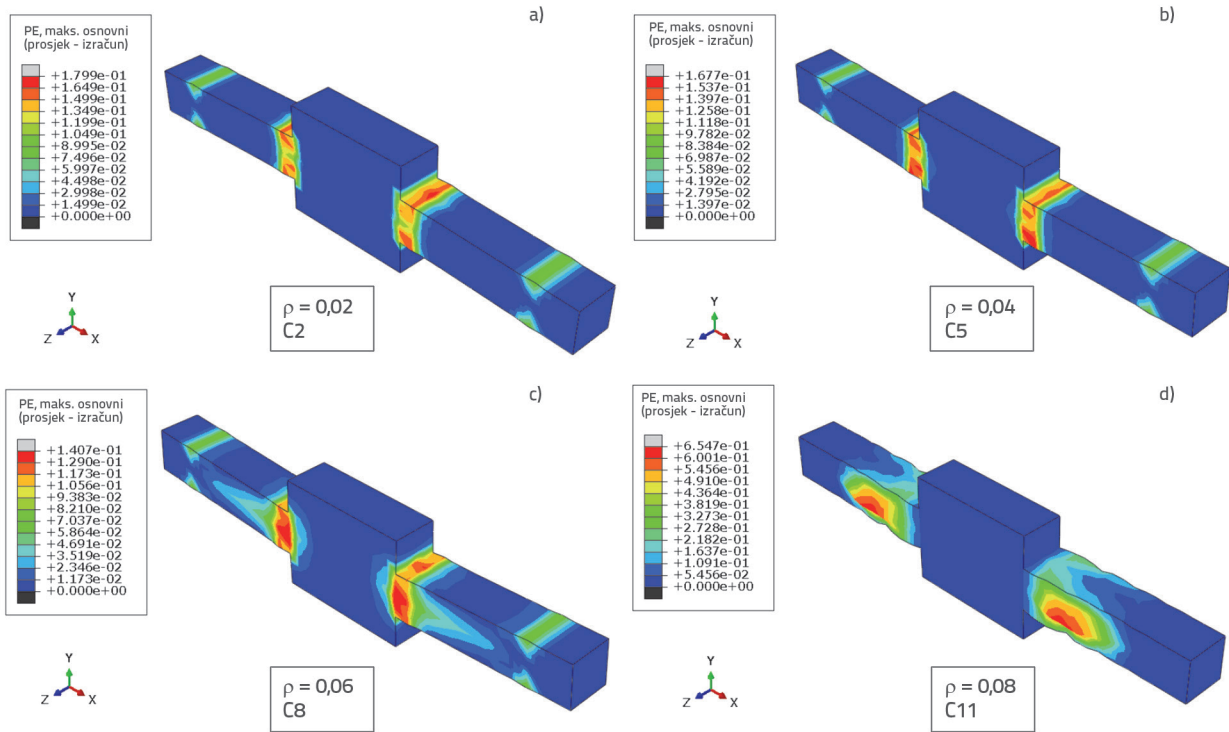 a)
PE, maks. osnovni
(prosjek - izračun)
+1.799e-01
+1.649e-01
+1.499e-01
+1.349e-01
+1.199e-01
+1.049e-01
+8.995e-02
+7.496e-02
+5.997e-02
+4.498e-02
+2.998e-02
+1.499e-02
+0.000e+00
Y
Z
X
ρ = 0,02
C2
b)
PE, maks. osnovni
(prosjek - izračun)
+1.677e-01
+1.537e-01
+1.397e-01
+1.258e-01
+1.118e-01
+9.782e-02
+8.384e-02
+6.987e-02
+5.589e-02
+4.192e-02
+2.795e-02
+1.397e-02
+0.000e+00
Y
Z
X
ρ = 0,04
C5
c)
PE, maks. osnovni
(prosjek - izračun)
+1.407e-01
+1.290e-01
+1.173e-01
+1.056e-01
+9.383e-02
+8.210e-02
+7.037e-02
+5.864e-02
+4.691e-02
+3.519e-02
+2.346e-02
+1.173e-02
+0.000e+00
Y
Z
X
ρ = 0,06
C8
d)
PE, maks. osnovni
(prosjek - izračun)
+6.547e-01
+6.001e-01
+5.456e-01
+4.910e-01
+4.364e-01
+3.819e-01
+3.273e-01
+2.728e-01
+2.182e-01
+1.637e-01
+1.091e-01
+5.456e-02
+0.000e+00
Y
Z
X
ρ = 0,08
C11